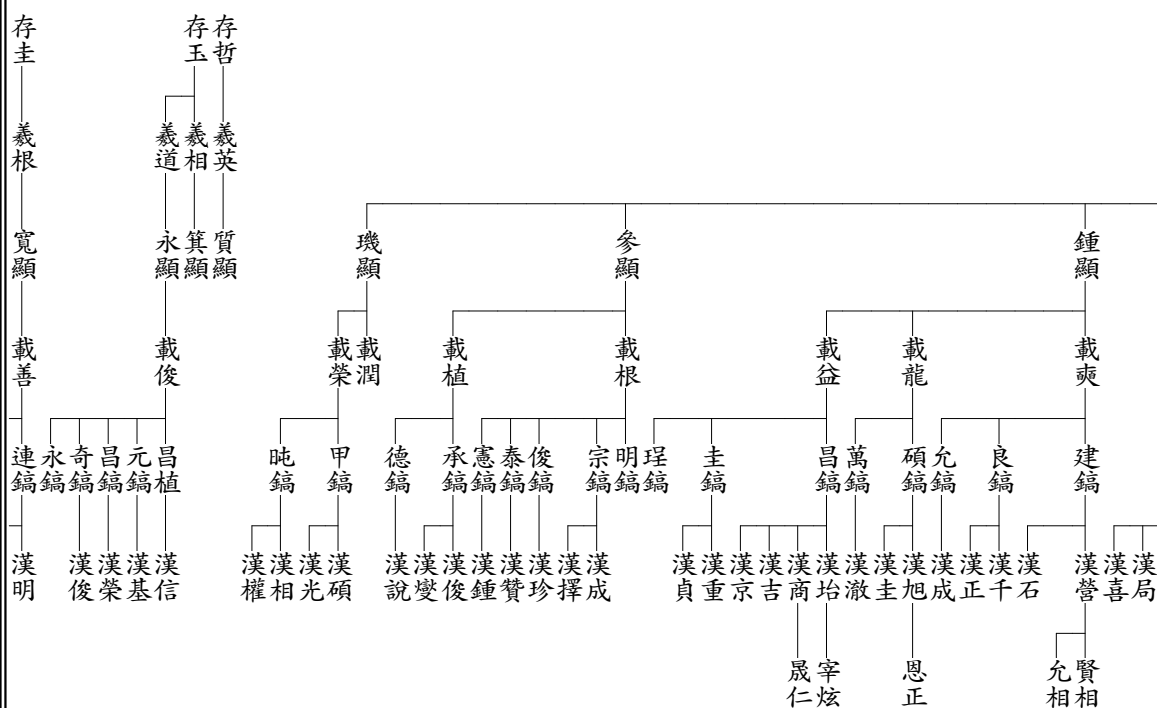 存哲
存玉
存圭
羲英
羲相
羲道
羲根
質顯
箕顯
永顯
寬顯
鍾顯
參顯
璣顯
載奭
載龍
載益
載根
載植
載潤
載榮
載俊
載善
建鎬
良鎬
允鎬
碩鎬
萬鎬
昌鎬
圭鎬
珵鎬
明鎬
宗鎬
俊鎬
泰鎬
憲鎬
承鎬
德鎬
甲鎬
旽鎬
昌植
元鎬
昌鎬
奇鎬
永鎬
連鎬
漢局
漢喜
漢營
漢石
漢千
漢正
漢成
漢旭
漢圭
漢澈
漢坮
漢商
漢吉
漢京
漢重
漢貞
漢成
漢擇
漢珍
漢贊
漢鍾
漢俊
漢燮
漢說
漢碩
漢光
漢相
漢權
漢信
漢基
漢榮
漢俊
漢明
賢相
允相
恩正
宰炫
晟仁